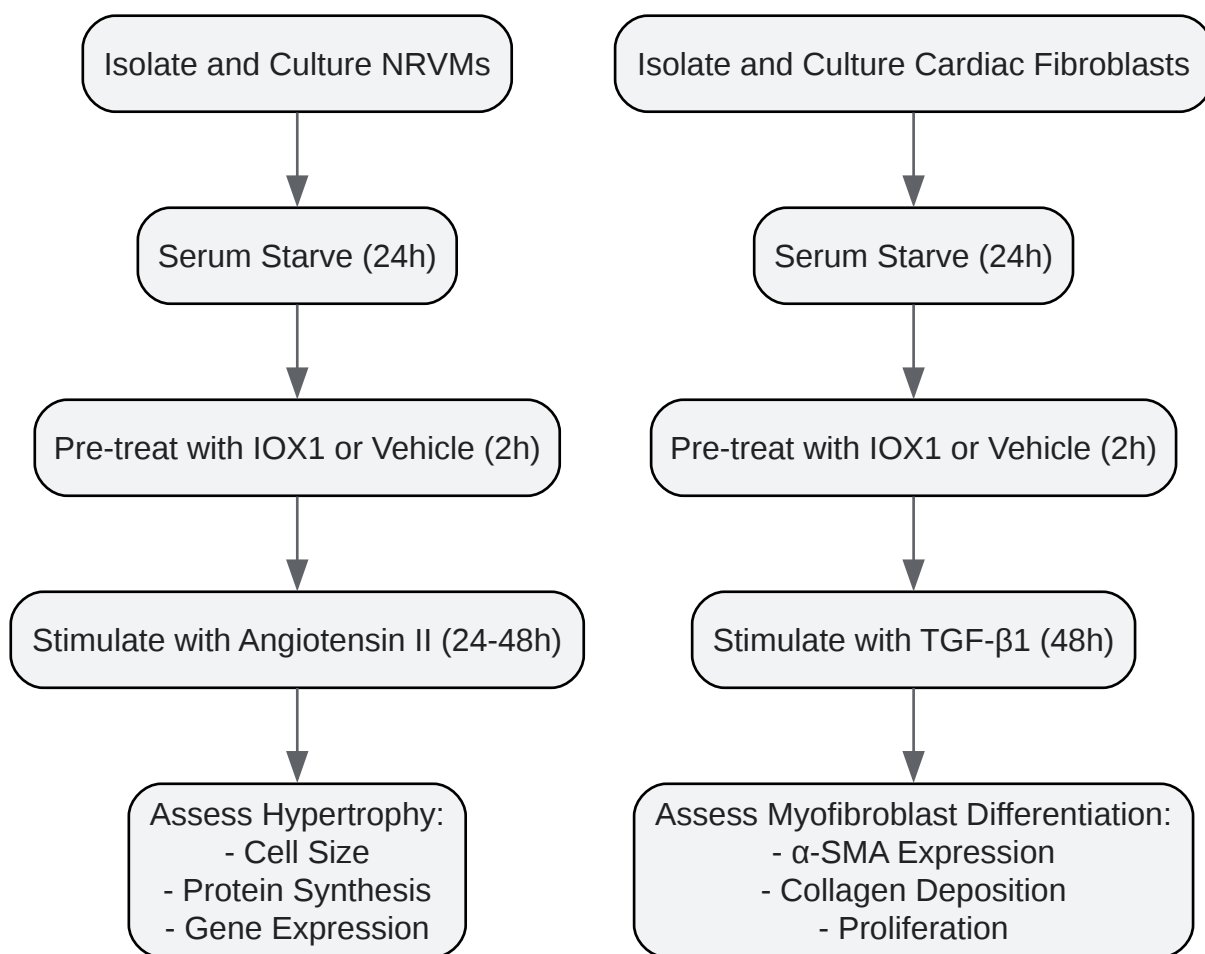 Isolate and Culture NRVMs
Serum Starve (24h)
Pre-treat with IOX1 or Vehicle (2h)
Stimulate with Angiotensin II (24-48h)
Assess Hypertrophy:
- Cell Size
- Protein Synthesis
- Gene Expression
Isolate and Culture Cardiac Fibroblasts
Serum Starve (24h)
Pre-treat with IOX1 or Vehicle (2h)
Stimulate with TGF-β1 (48h)
Assess Myofibroblast Differentiation:
- α-SMA Expression
- Collagen Deposition
- Proliferation